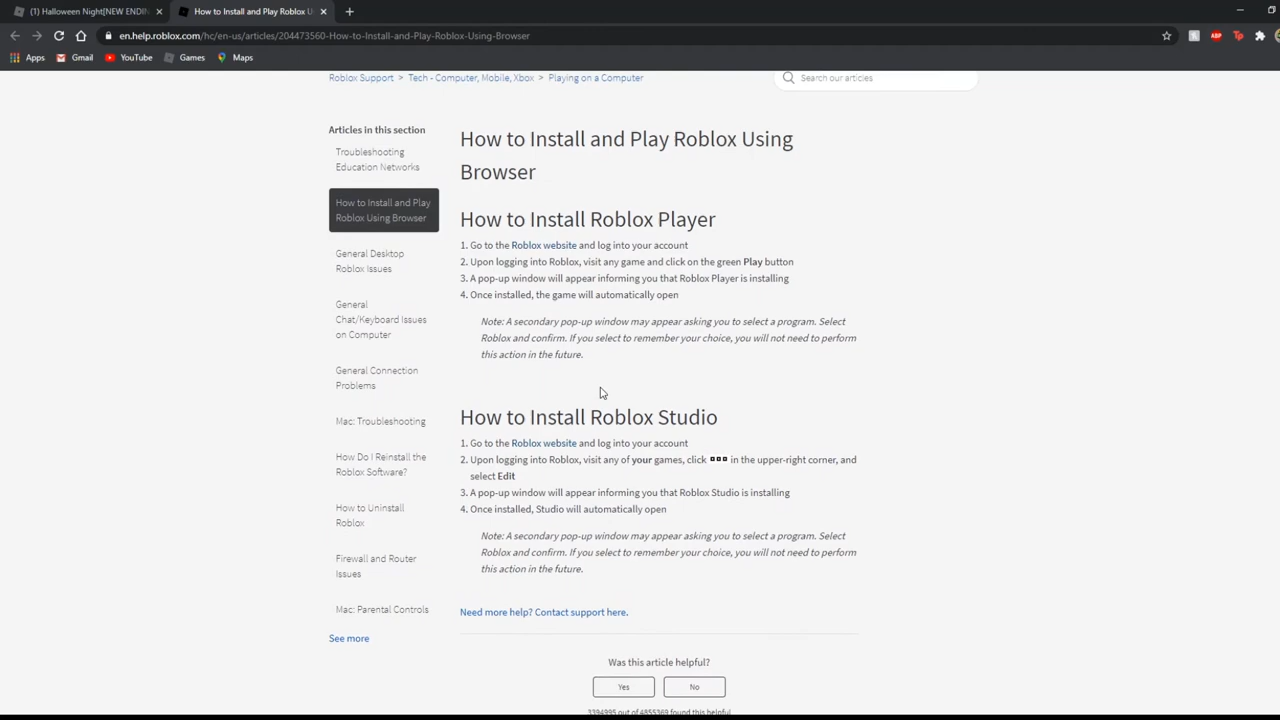 (1) Halloween Night[NEW ENDIN
How to Install and Play Roblox U
en.help.roblox.com/hc/en-us/articles/204473560-How-to-Install-and-Play-Roblox-Using-Browser
ABP
Apps
Gmail
YouTube
Games
Maps
Roblox Support > Tech - Computer, Mobile, Xbox > Playing on a Computer
Search our articles
Articles in this section
Troubleshooting
Education Networks
How to Install and Play
Roblox Using Browser
General Desktop
Roblox Issues
General
Chat/Keyboard Issues
on Computer
General Connection
Problems
Mac: Troubleshooting
How Do I Reinstall the
Roblox Software?
How to Uninstall
Roblox
Firewall and Router
Issues
Mac: Parental Controls
See more
How to Install and Play Roblox Using
Browser
How to Install Roblox Player
1. Go to the Roblox website and log into your account
2. Upon logging into Roblox, visit any game and click on the green Play button
3. A pop-up window will appear informing you that Roblox Player is installing
4. Once installed, the game will automatically open
Note: A secondary pop-up window may appear asking you to select a program. Select
Roblox and confirm. If you select to remember your choice, you will not need to perform
this action in the future.
How to Install Roblox Studio
1. Go to the Roblox website and log into your account
2. Upon logging into Roblox, visit any of your games, click in the upper-right corner, and
select Edit
3. A pop-up window will appear informing you that Roblox Studio is installing
4. Once installed, Studio will automatically open
Note: A secondary pop-up window may appear asking you to select a program. Select
Roblox and confirm. If you select to remember your choice, you will not need to perform
this action in the future.
Need more help? Contact support here.
Was this article helpful?
Yes
No
3394995 out of 4855369 found this helpful